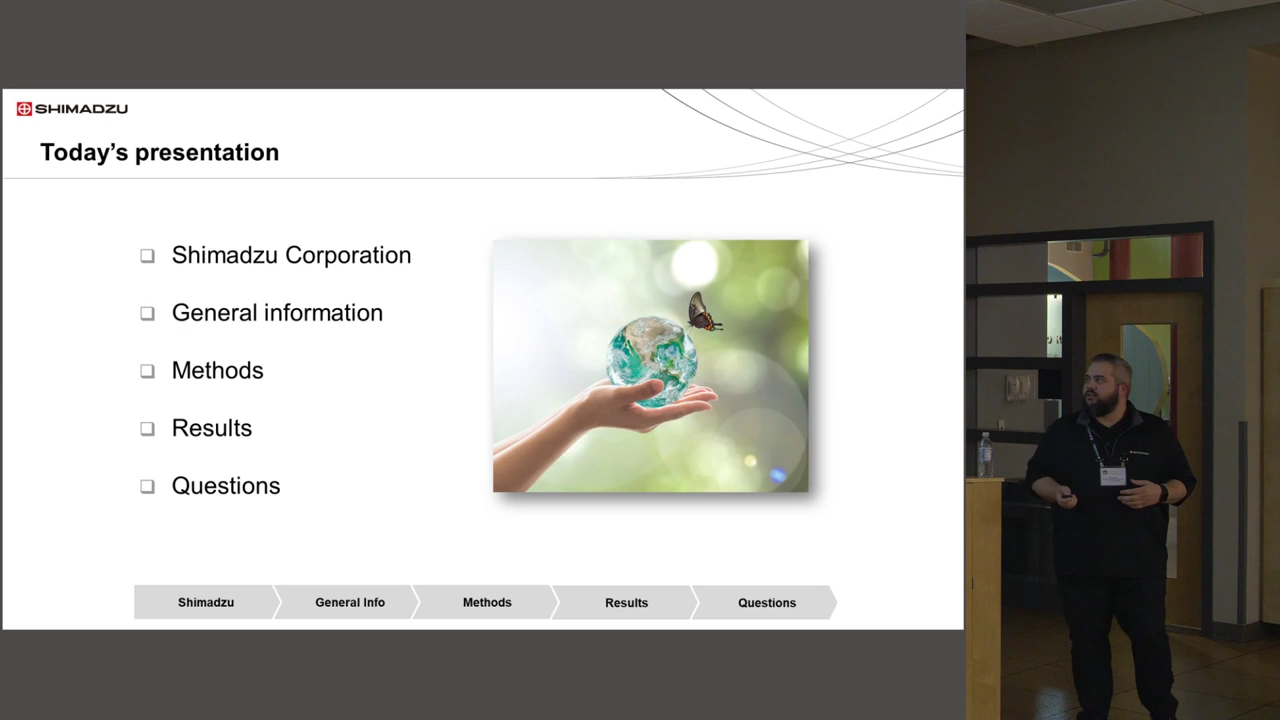 SHIMADZU
Today's presentation
❑ Shimadzu Corporation
❑ General information
❑ Methods
❑ Results
❑ Questions
Shimadzu
General Info
Methods
Results
Questions